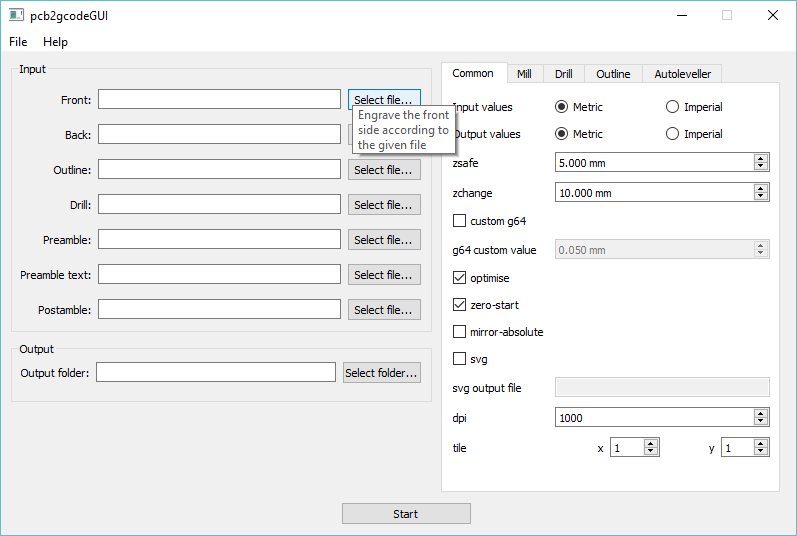 pcb2gcodeGUI
File Help
Input
Front: Select file...
Engrave the front
side according to
the given file
Back:
Outline: Select file...
Drill: Select file...
Preamble: Select file...
Preamble text: Select file...
Postamble: Select file...
Output
Output folder: Select folder...
Common Mill Drill Outline Autoleveller
Input values Metric Imperial
Output values Metric Imperial
zsafe 5.000 mm
zchange 10.000 mm
custom g64
g64 custom value 0.050 mm
optimise
zero-start
mirror-absolute
svg
svg output file
dpi 1000
tile x 1 y 1
Start